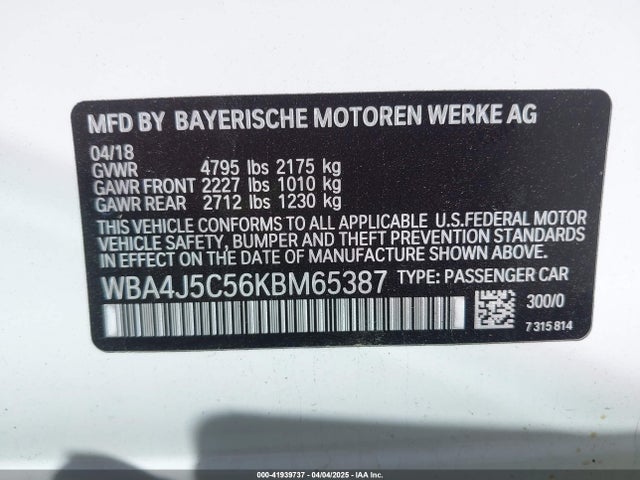 MFD BY BAYERISCHE MOTOREN WERKE AG
04/18
GVWR 4795 lbs 2175 kg
GAWR FRONT 2227 lbs 1010 kg
GAWR REAR 2712 lbs 1230 kg
THIS VEHICLE CONFORMS TO ALL APPLICABLE U.S.FEDERAL MOTOR
VEHICLE SAFETY, BUMPER AND THEFT PREVENTION STANDARDS
IN EFFECT ON THE DATE OF MANUFACTURE SHOWN ABOVE.
WBA4J5C56KBM65387 TYPE: PASSENGER CAR
300/0
7 315 814
000-41939737 - 04/04/2025 - IAA Inc.